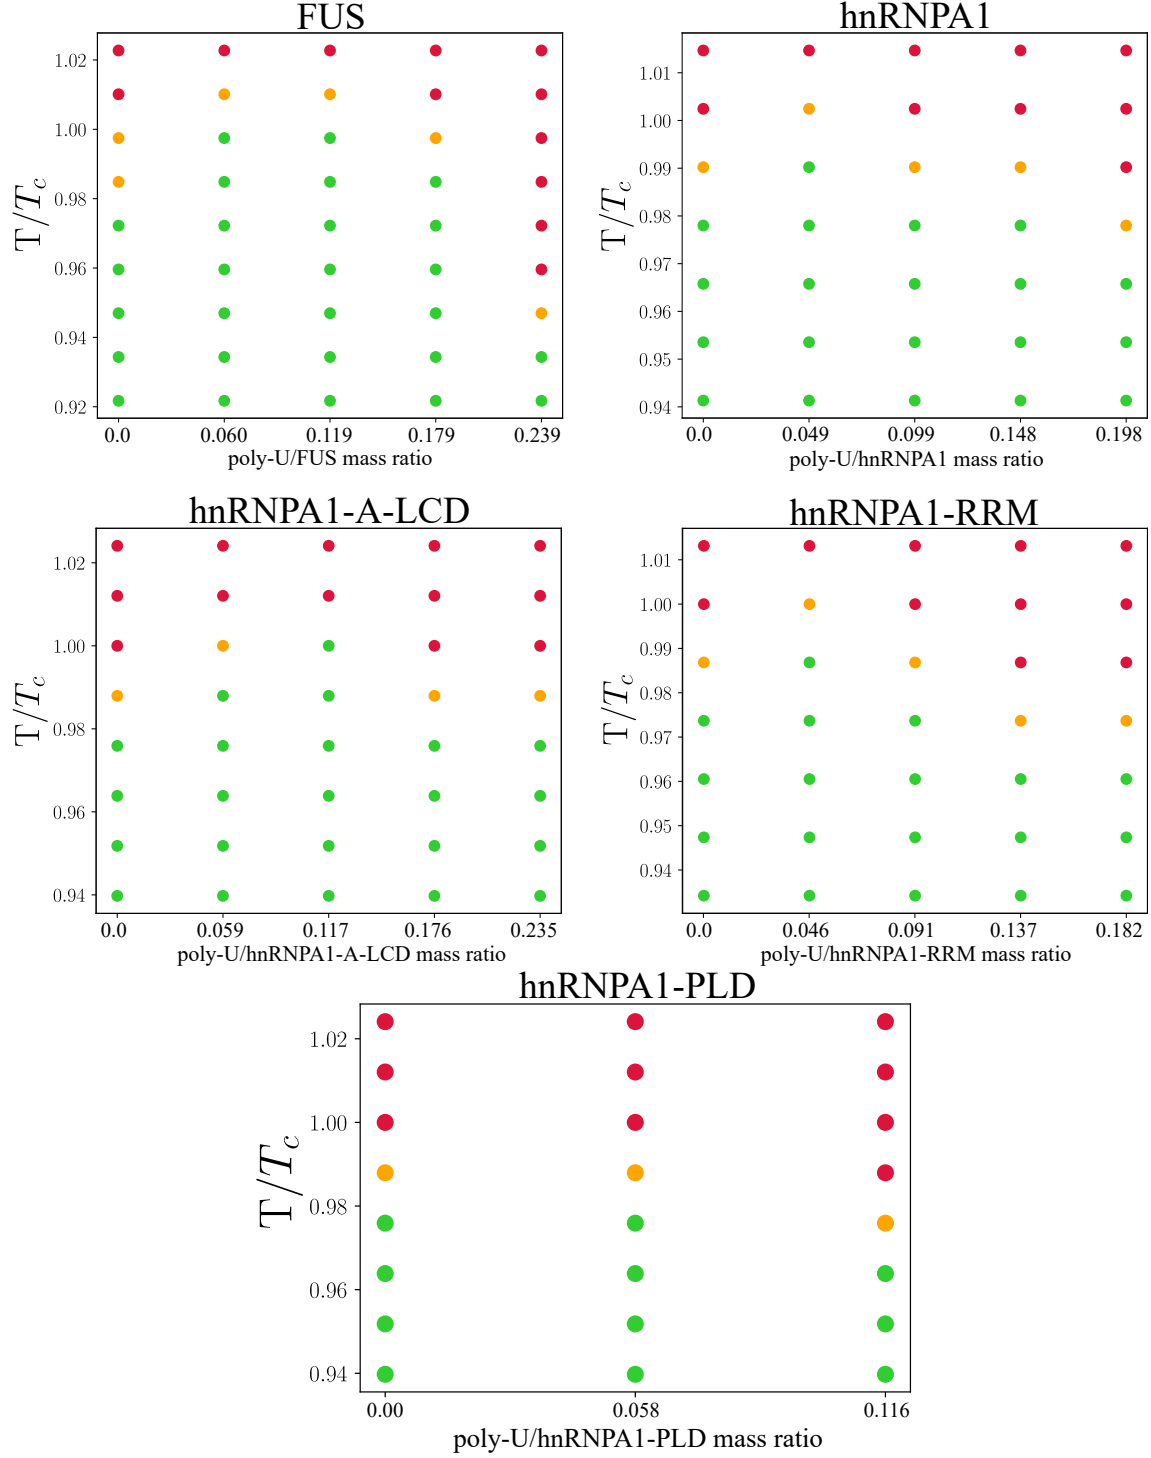 FUS
1.02
1.00
0.98
0.96
0.94
0.92
T/Tc
0.0 0.060 0.119 0.179 0.239
poly-U/FUS mass ratio
hnRNPA1
1.01
1.00
0.99
0.98
0.97
0.96
0.95
0.94
T/Tc
0.0 0.049 0.099 0.148 0.198
poly-U/hnRNPA1 mass ratio
hnRNPA1-A-LCD
1.02
1.00
0.98
0.96
0.94
T/Tc
0.0 0.059 0.117 0.176 0.235
poly-U/hnRNPA1-A-LCD mass ratio
hnRNPA1-RRM
1.01
1.00
0.99
0.98
0.97
0.96
0.95
0.94
T/Tc
0.0 0.046 0.091 0.137 0.182
poly-U/hnRNPA1-RRM mass ratio
hnRNPA1-PLD
1.02
1.00
0.98
0.96
0.94
T/Tc
0.00 0.058 0.116
poly-U/hnRNPA1-PLD mass ratio